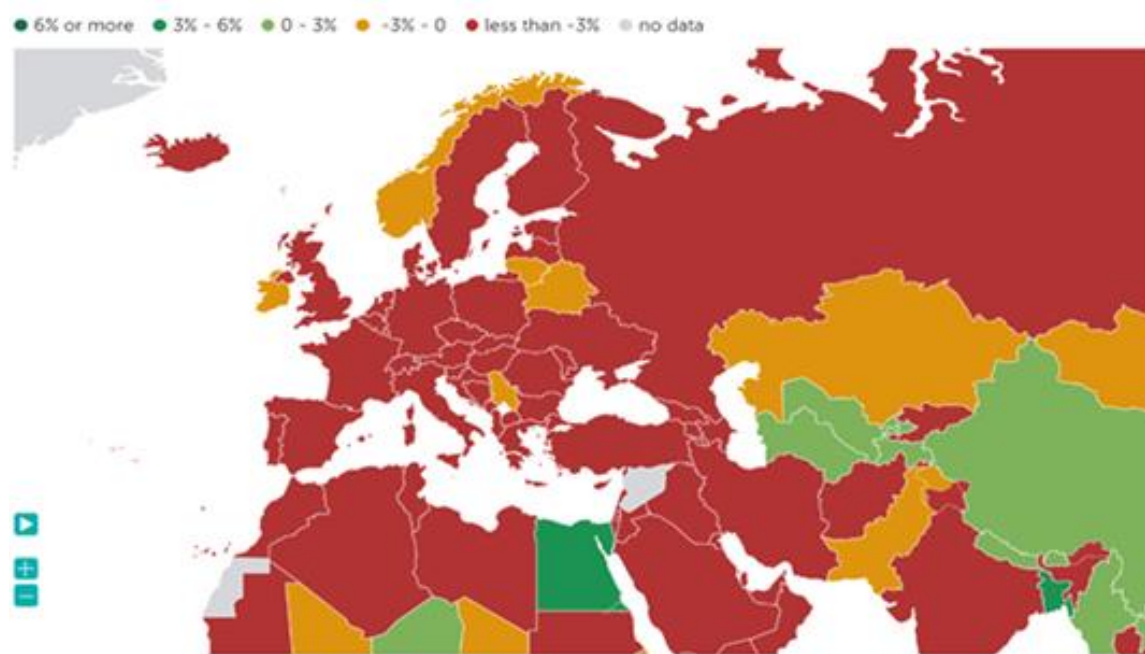 6% or more 3% - 6% 0 - 3% -3% - 0 less than -3% no data